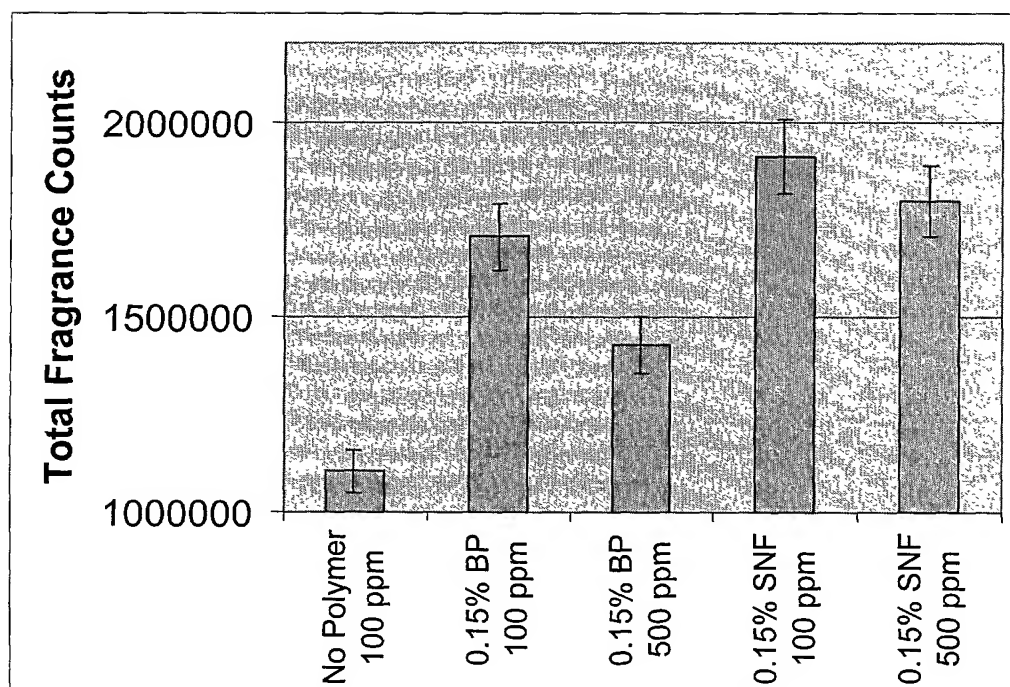 Total Fragrance Counts
2000000
1500000
1000000
No Polymer
100 ppm
0.15% BP
100 ppm
0.15% BP
500 ppm
0.15% SNF
100 ppm
0.15% SNF
500 ppm